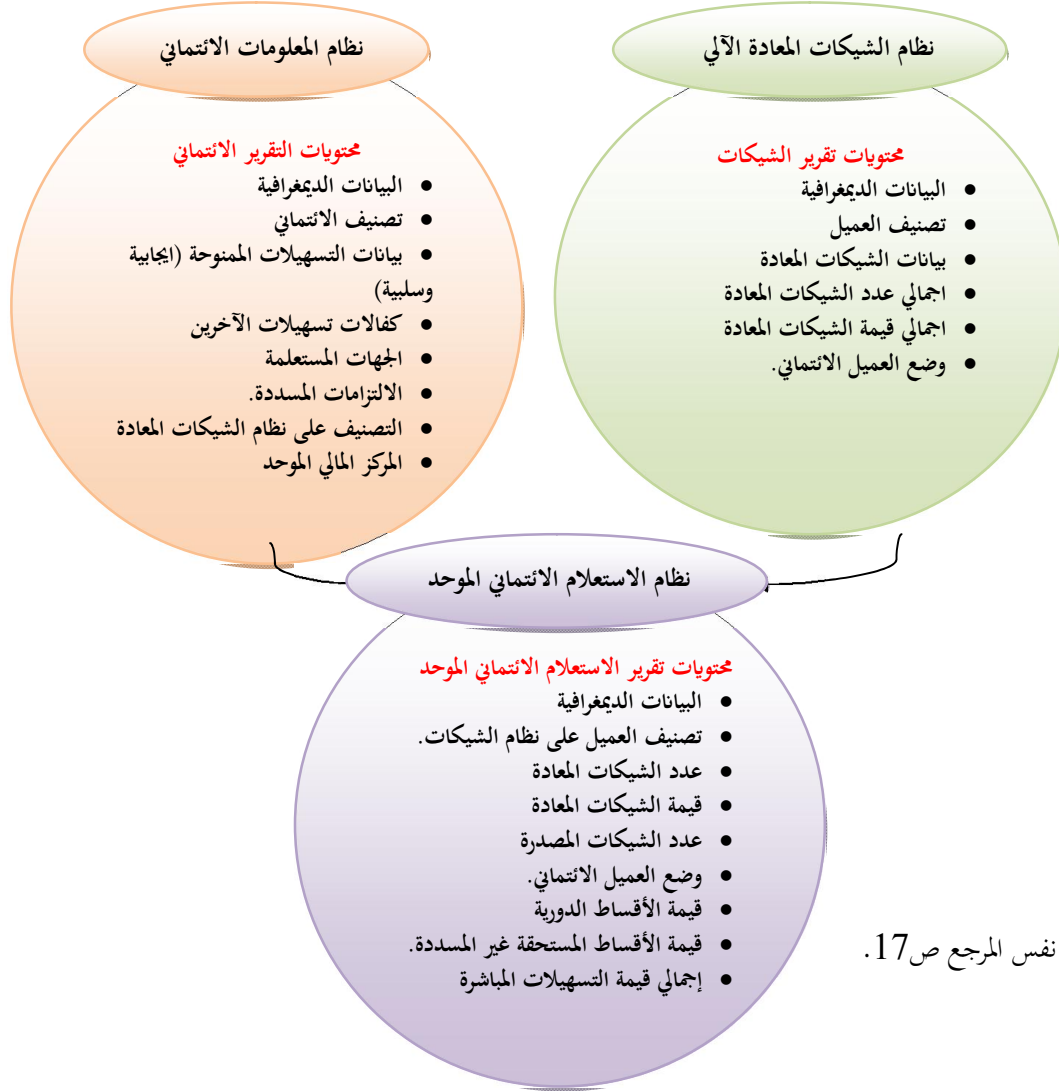 نظام الشيكات المعادة الآلي
محتويات تقرير الشيكات
● البيانات الديمغرافية
● تصنيف العميل
● بيانات الشيكات المعادة
● اجمالي عدد الشيكات المعادة
● اجمالي قيمة الشيكات المعادة
● وضع العميل الائتماني.
نظام المعلومات الائتماني
محتويات التقرير الائتماني
● البيانات الديمغرافية
● تصنيف الائتماني
● بيانات التسهيلات الممنوحة (ايجابية
وسلبية)
● كفالات تسهيلات الآخرين
● الجهات المستعلمة
● الالتزامات المسددة.
● التصنيف على نظام الشيكات المعادة
● المركز المالي الموحد
نظام الاستعلام الائتماني الموحد
محتويات تقرير الاستعلام الائتماني الموحد
● البيانات الديمغرافية
● تصنيف العميل على نظام الشيكات.
● عدد الشيكات المعادة
● قيمة الشيكات المعادة
● عدد الشيكات المصدرة
● وضع العميل الائتماني.
● قيمة الأقساط الدورية
● قيمة الأقساط المستحقة غير المسددة.
● إجمالي قيمة التسهيلات المباشرة
نفس المرجع ص17.